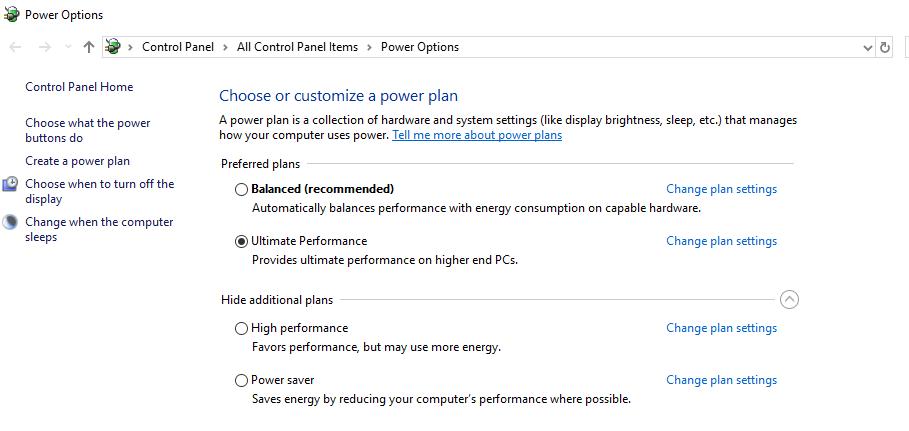 Power Options
Control Panel > All Control Panel Items > Power Options
Control Panel Home
Choose what the power
buttons do
Create a power plan
Choose when to turn off the
display
Change when the computer
sleeps
Choose or customize a power plan
A power plan is a collection of hardware and system settings (like display brightness, sleep, etc.) that manages
how your computer uses power. Tell me more about power plans
Preferred plans
Balanced (recommended) Change plan settings
Automatically balances performance with energy consumption on capable hardware.
Ultimate Performance Change plan settings
Provides ultimate performance on higher end PCs.
Hide additional plans
High performance Change plan settings
Favors performance, but may use more energy.
Power saver Change plan settings
Saves energy by reducing your computer's performance where possible.